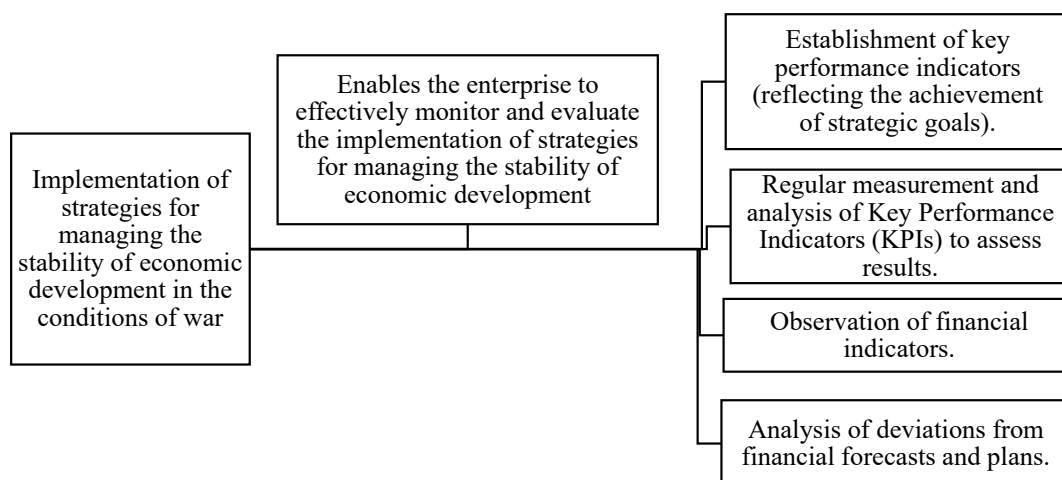 Implementation of
strategies for
managing the
stability of economic
development in the
conditions of war
Enables the enterprise to
effectively monitor and evaluate
the implementation of strategies
for managing the stability of
economic development
Establishment of key
performance indicators
(reflecting the achievement
of strategic goals).
Regular measurement and
analysis of Key Performance
Indicators (KPIs) to assess
results.
Observation of financial
indicators.
Analysis of deviations from
financial forecasts and plans.